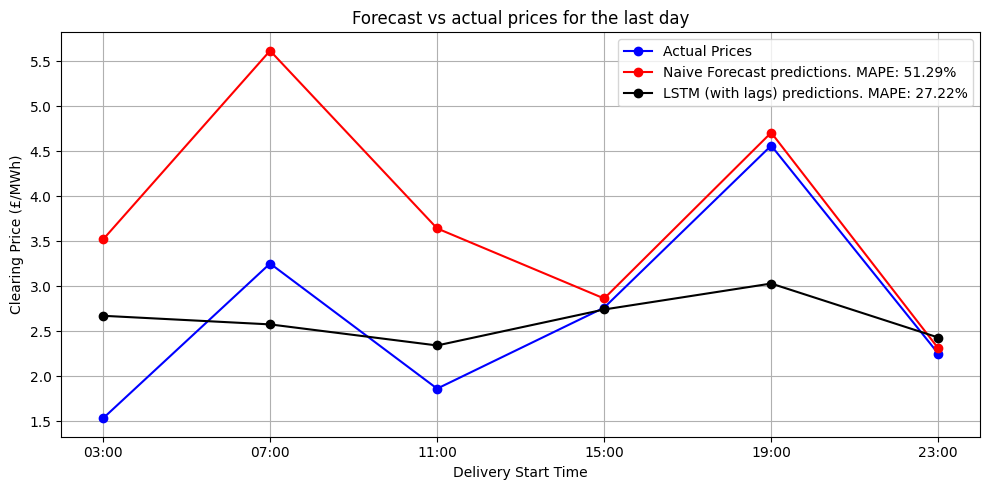 Forecast vs actual prices for the last day
Actual Prices
Naive Forecast predictions. MAPE: 51.29%
LSTM (with lags) predictions. MAPE: 27.22%
Clearing Price (£/MWh)
5.5
5.0
4.5
4.0
3.5
3.0
2.5
2.0
1.5
03:00 07:00 11:00 15:00 19:00 23:00
Delivery Start Time